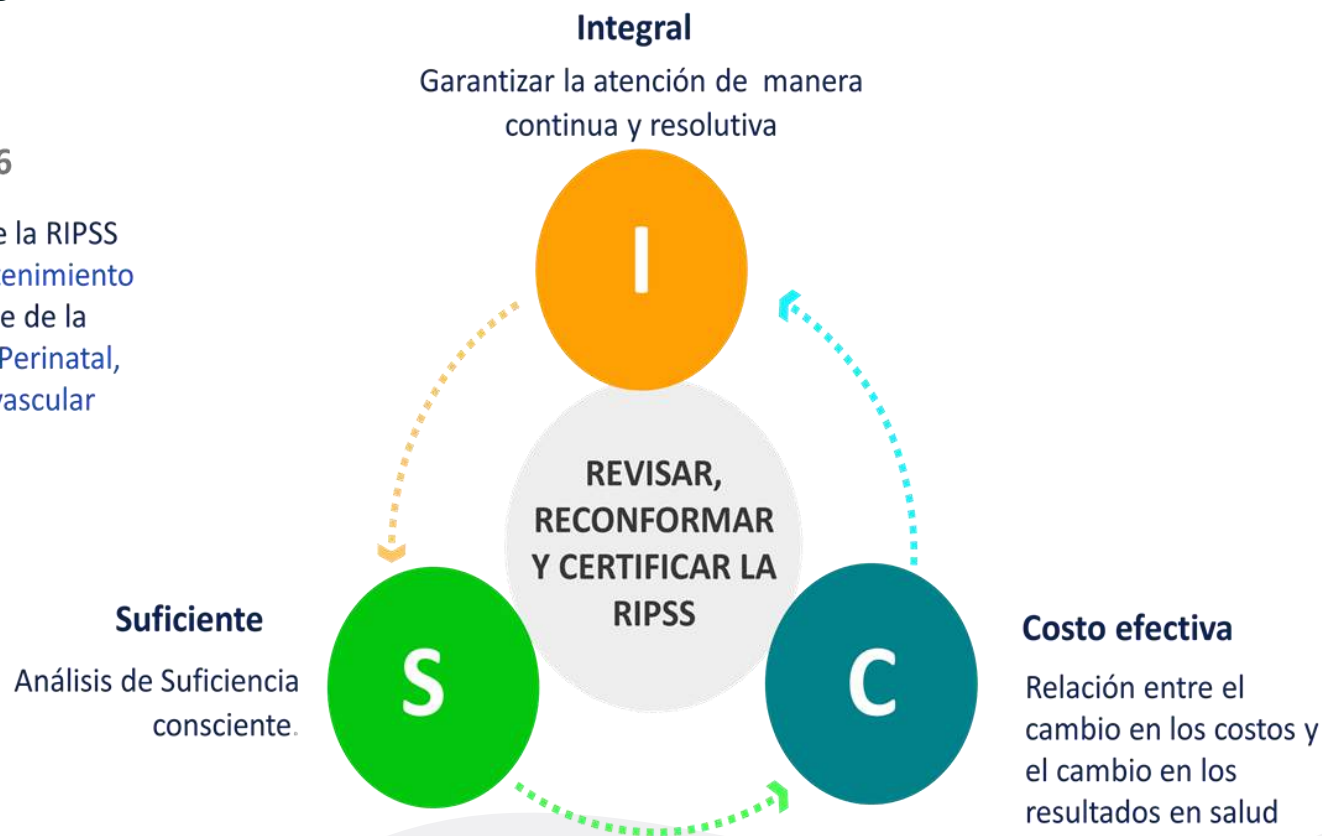 Integral
Garantizar la atención de manera
continua y resolutiva
6
e la RIPSS
tenimiento
e de la
Perinatal,
vascular
I
REVISAR,
RECONFORMAR
Y CERTIFICAR LA
RIPSS
Suficiente
Análisis de Suficiencia
consciente.
S
C
Costo efectiva
Relación entre el
cambio en los costos y
el cambio en los
resultados en salud